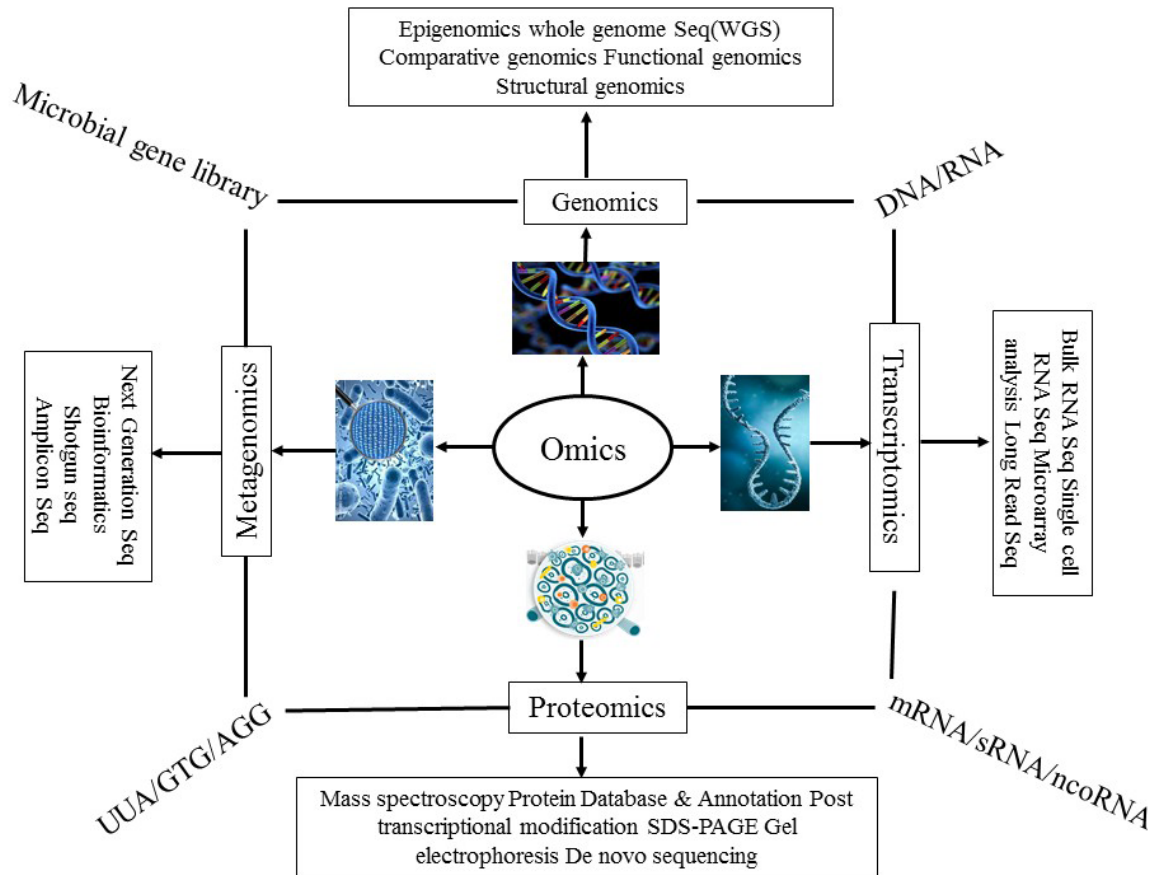 Epigenomics whole genome Seq(WGS)
Comparative genomics Functional genomics
Structural genomics
Microbial gene library
Genomics
DNA/RNA
Metagenomics
Next Generation Seq
Bioinformatics
Shotgun seq
Amplicon Seq
Omics
Transcriptomics
Bulk RNA Seq Single cell
RNA Seq Microarray
analysis Long Read Seq
UUA/GTG/AGG
Proteomics
mRNA/sRNA/ncoRNA
Mass spectroscopy Protein Database & Annotation Post
transcriptional modification SDS-PAGE Gel
electrophoresis De novo sequencing